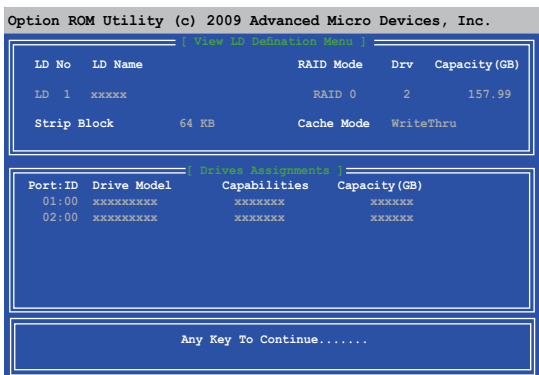 Option ROM Utility (c) 2009 Advanced Micro Devices, Inc.
[ View LD Defination Menu ]
LD No LD Name RAID Mode Drv Capacity(GB)
LD 1 xxxxx RAID 0 2 157.99
Strip Block 64 KB Cache Mode WriteThru
[ Drives Assignments ]
Port:ID Drive Model Capabilities Capacity(GB)
01:00 xxxxxxxxx xxxxxxx xxxxxx
02:00 xxxxxxxxx xxxxxxx xxxxxx
Any Key To Continue.......